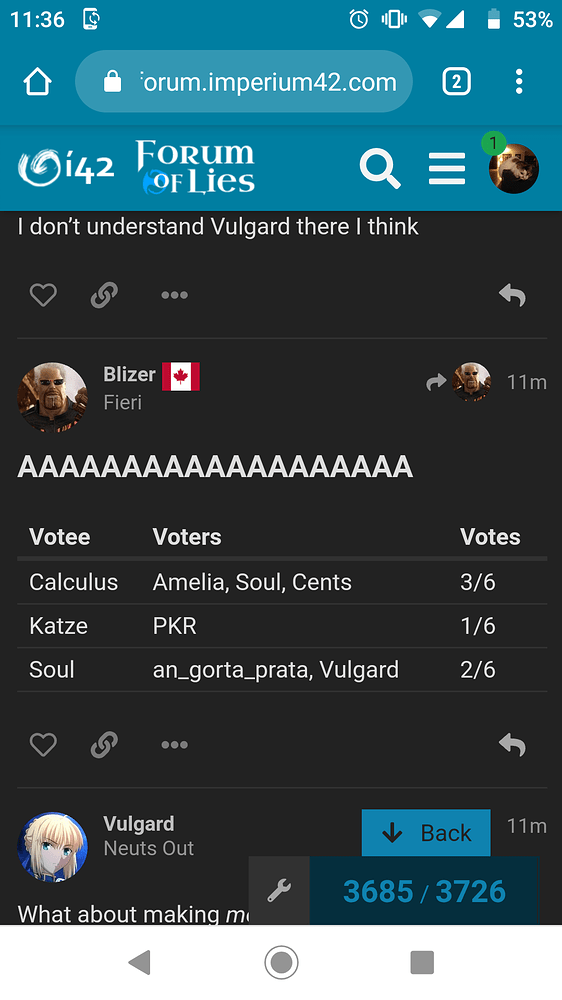 11:36 53%
forum.imperium42.com 2
i42 FORUM OF LIES 1
I don’t understand Vulgard there I think
Blizer 11m
Fieri
AAAAAAAAAAAAAAAAAAA
Votee Voters Votes
Calculus Amelia, Soul, Cents 3/6
Katze PKR 1/6
Soul an_gorta_prata, Vulgard 2/6
Vulgard Back 11m
Neuts Out
3685 / 3726
What about making